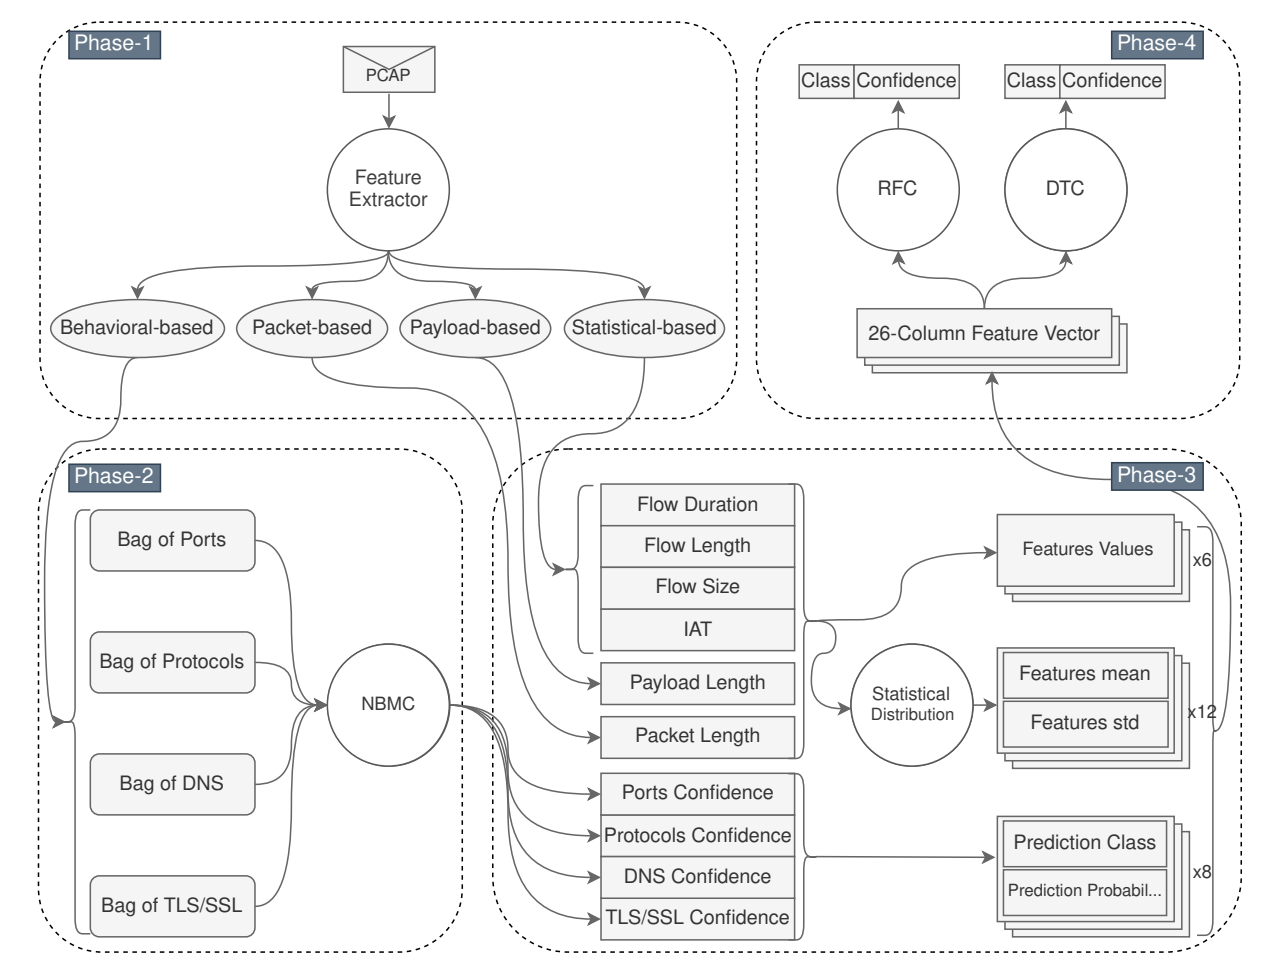 Phase-1
PCAP
Feature
Extractor
Behavioral-based
Packet-based
Payload-based
Statistical-based
Phase-4
Class Confidence
Class Confidence
RFC
DTC
26-Column Feature Vector
Phase-2
Bag of Ports
Bag of Protocols
Bag of DNS
Bag of TLS/SSL
NBMC
Phase-3
Flow Duration
Flow Length
Flow Size
IAT
Payload Length
Packet Length
Ports Confidence
Protocols Confidence
DNS Confidence
TLS/SSL Confidence
Statistical
Distribution
Features Values
x6
Features mean
Features std
x12
Prediction Class
Prediction Probabil...
x8